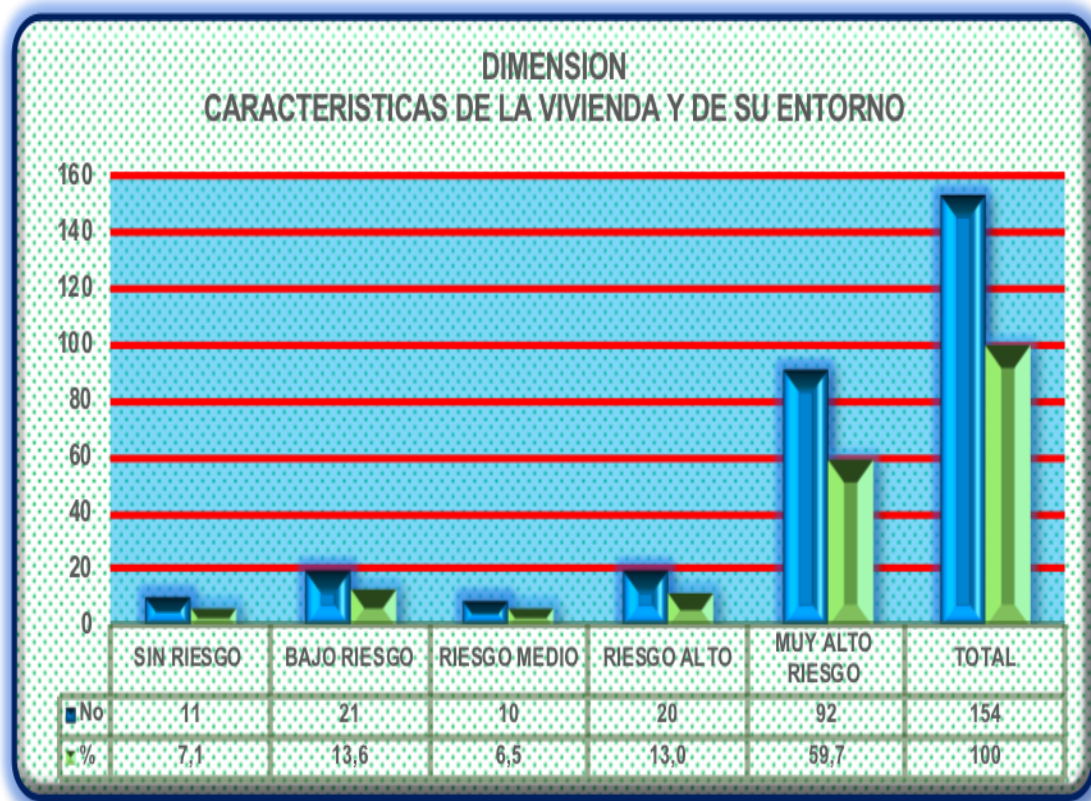 DIMENSION
CARACTERISTICAS DE LA VIVIENDA Y DE SU ENTORNO
160
140
120
100
80
60
40
20
0
SIN RIESGO BAJO RIESGO RIESGO MEDIO RIESGO ALTO MUY ALTO RIESGO TOTAL
No 11 21 10 20 92 154
% 7,1 13,6 6,5 13,0 59,7 100